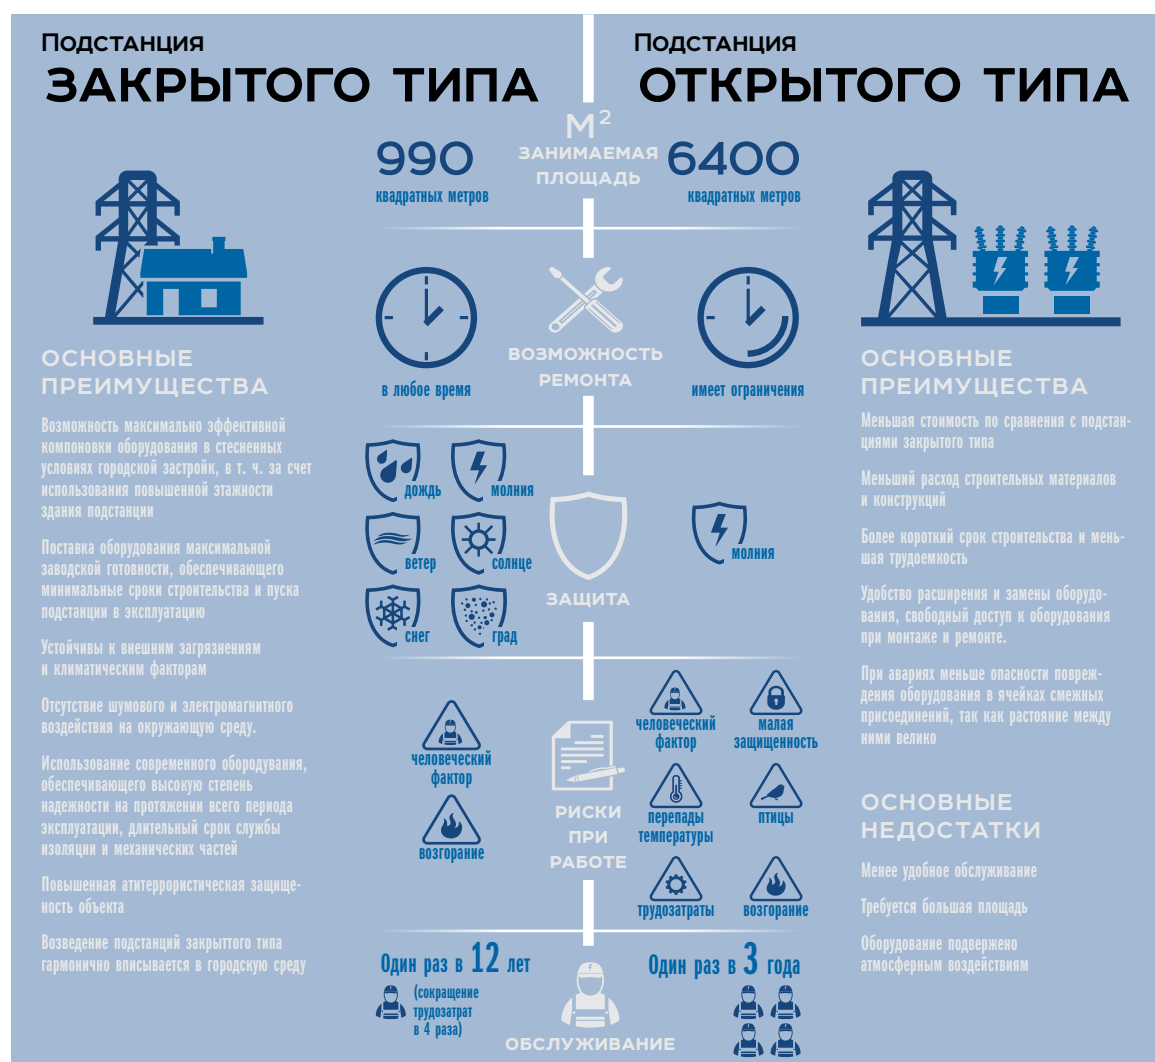 Подстанция
ЗАКРЫТОГО ТИПА
Подстанция
ОТКРЫТОГО ТИПА
М²
ЗАНИМАЕМАЯ
ПЛОЩАДЬ
990
квадратных метров
6400
квадратных метров
ВОЗМОЖНОСТЬ
РЕМОНТА
в любое время
имеет ограничения
ОСНОВНЫЕ
ПРЕИМУЩЕСТВА
Возможность максимально эффективной
компоновки оборудования в стесненных
условиях городской застройк, в т. ч. за счет
использования повышенной этажности
здания подстанции
Поставка оборудования максимальной
заводской готовности, обеспечивающего
минимальные сроки строительства и пуска
подстанции в эксплуатацию
Устойчивы к внешним загрязнениям
и климатическим факторам
Отсутствие шумового и электромагнитного
воздействия на окружающую среду.
Использование современного обородувания,
обеспечивающего высокую степень
надежности на протяжении всего периода
эксплуатации, длительный срок службы
изоляции и механических частей
Повышенная атитеррористическая защище-
ность объекта
Возведение подстанций закрыттого типа
гармонично вписывается в городскую среду
дождь
молния
ветер
солнце
снег
град
ЗАЩИТА
молния
человеческий
фактор
возгорание
РИСКИ
ПРИ
РАБОТЕ
человеческий
фактор
малая
защищенность
перепады
температуры
птицы
трудозатраты
возгорание
Один раз в 12 лет
(сокращение
трудозатрат
в 4 раза)
ОБСЛУЖИВАНИЕ
Один раз в 3 года
ОСНОВНЫЕ
ПРЕИМУЩЕСТВА
Меньшая стоимость по сравнения с подстан-
циями закрытого типа
Меньший расход строительных материалов
и конструкций
Более короткий срок строительства и мень-
шая трудоемкость
Удобство расширения и замены оборудо-
вания, свободный доступ к оборудования
при монтаже и ремонте.
При авариях меньше опасности повреж-
дения оборудования в ячейках смежных
присоединений, так как растояние между
ними велико
ОСНОВНЫЕ
НЕДОСТАТКИ
Менее удобное обслуживание
Требуется большая площадь
Оборудование подвержено
атмосферным воздействиям